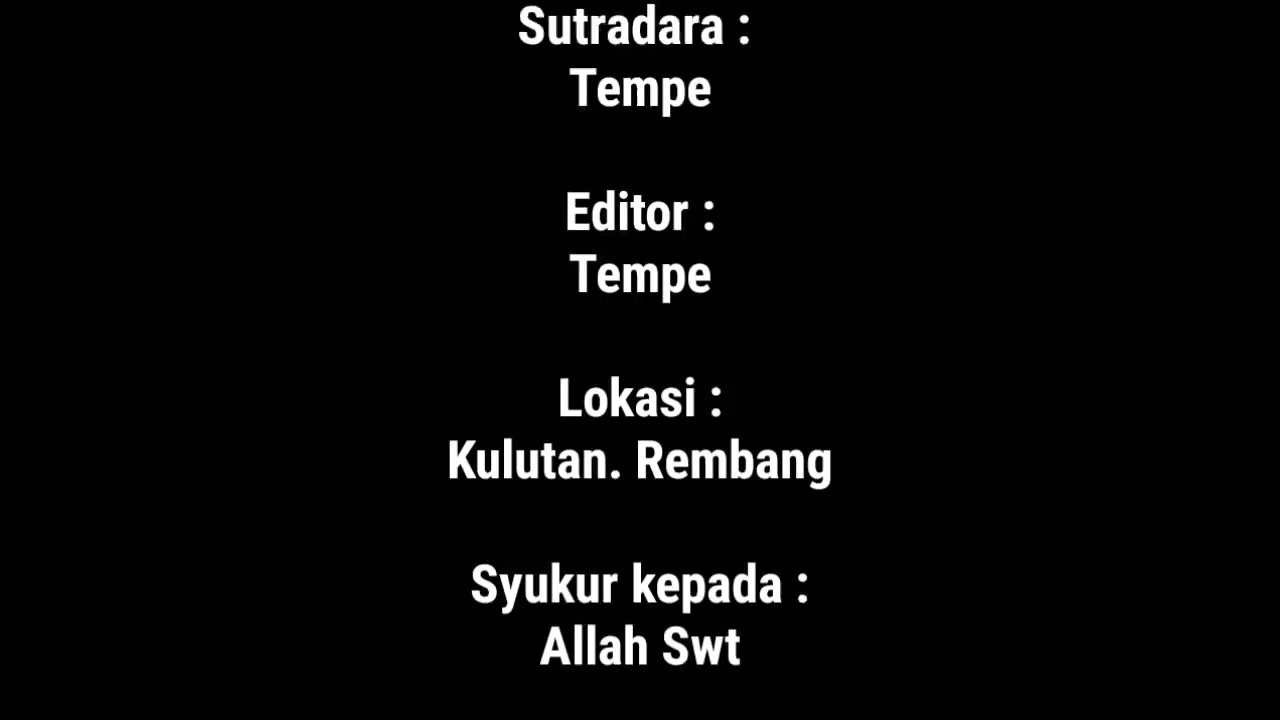 Sutradara :
Tempe
Editor :
Tempe
Lokasi :
Kulutan. Rembang
Syukur kepada :
Allah Swt